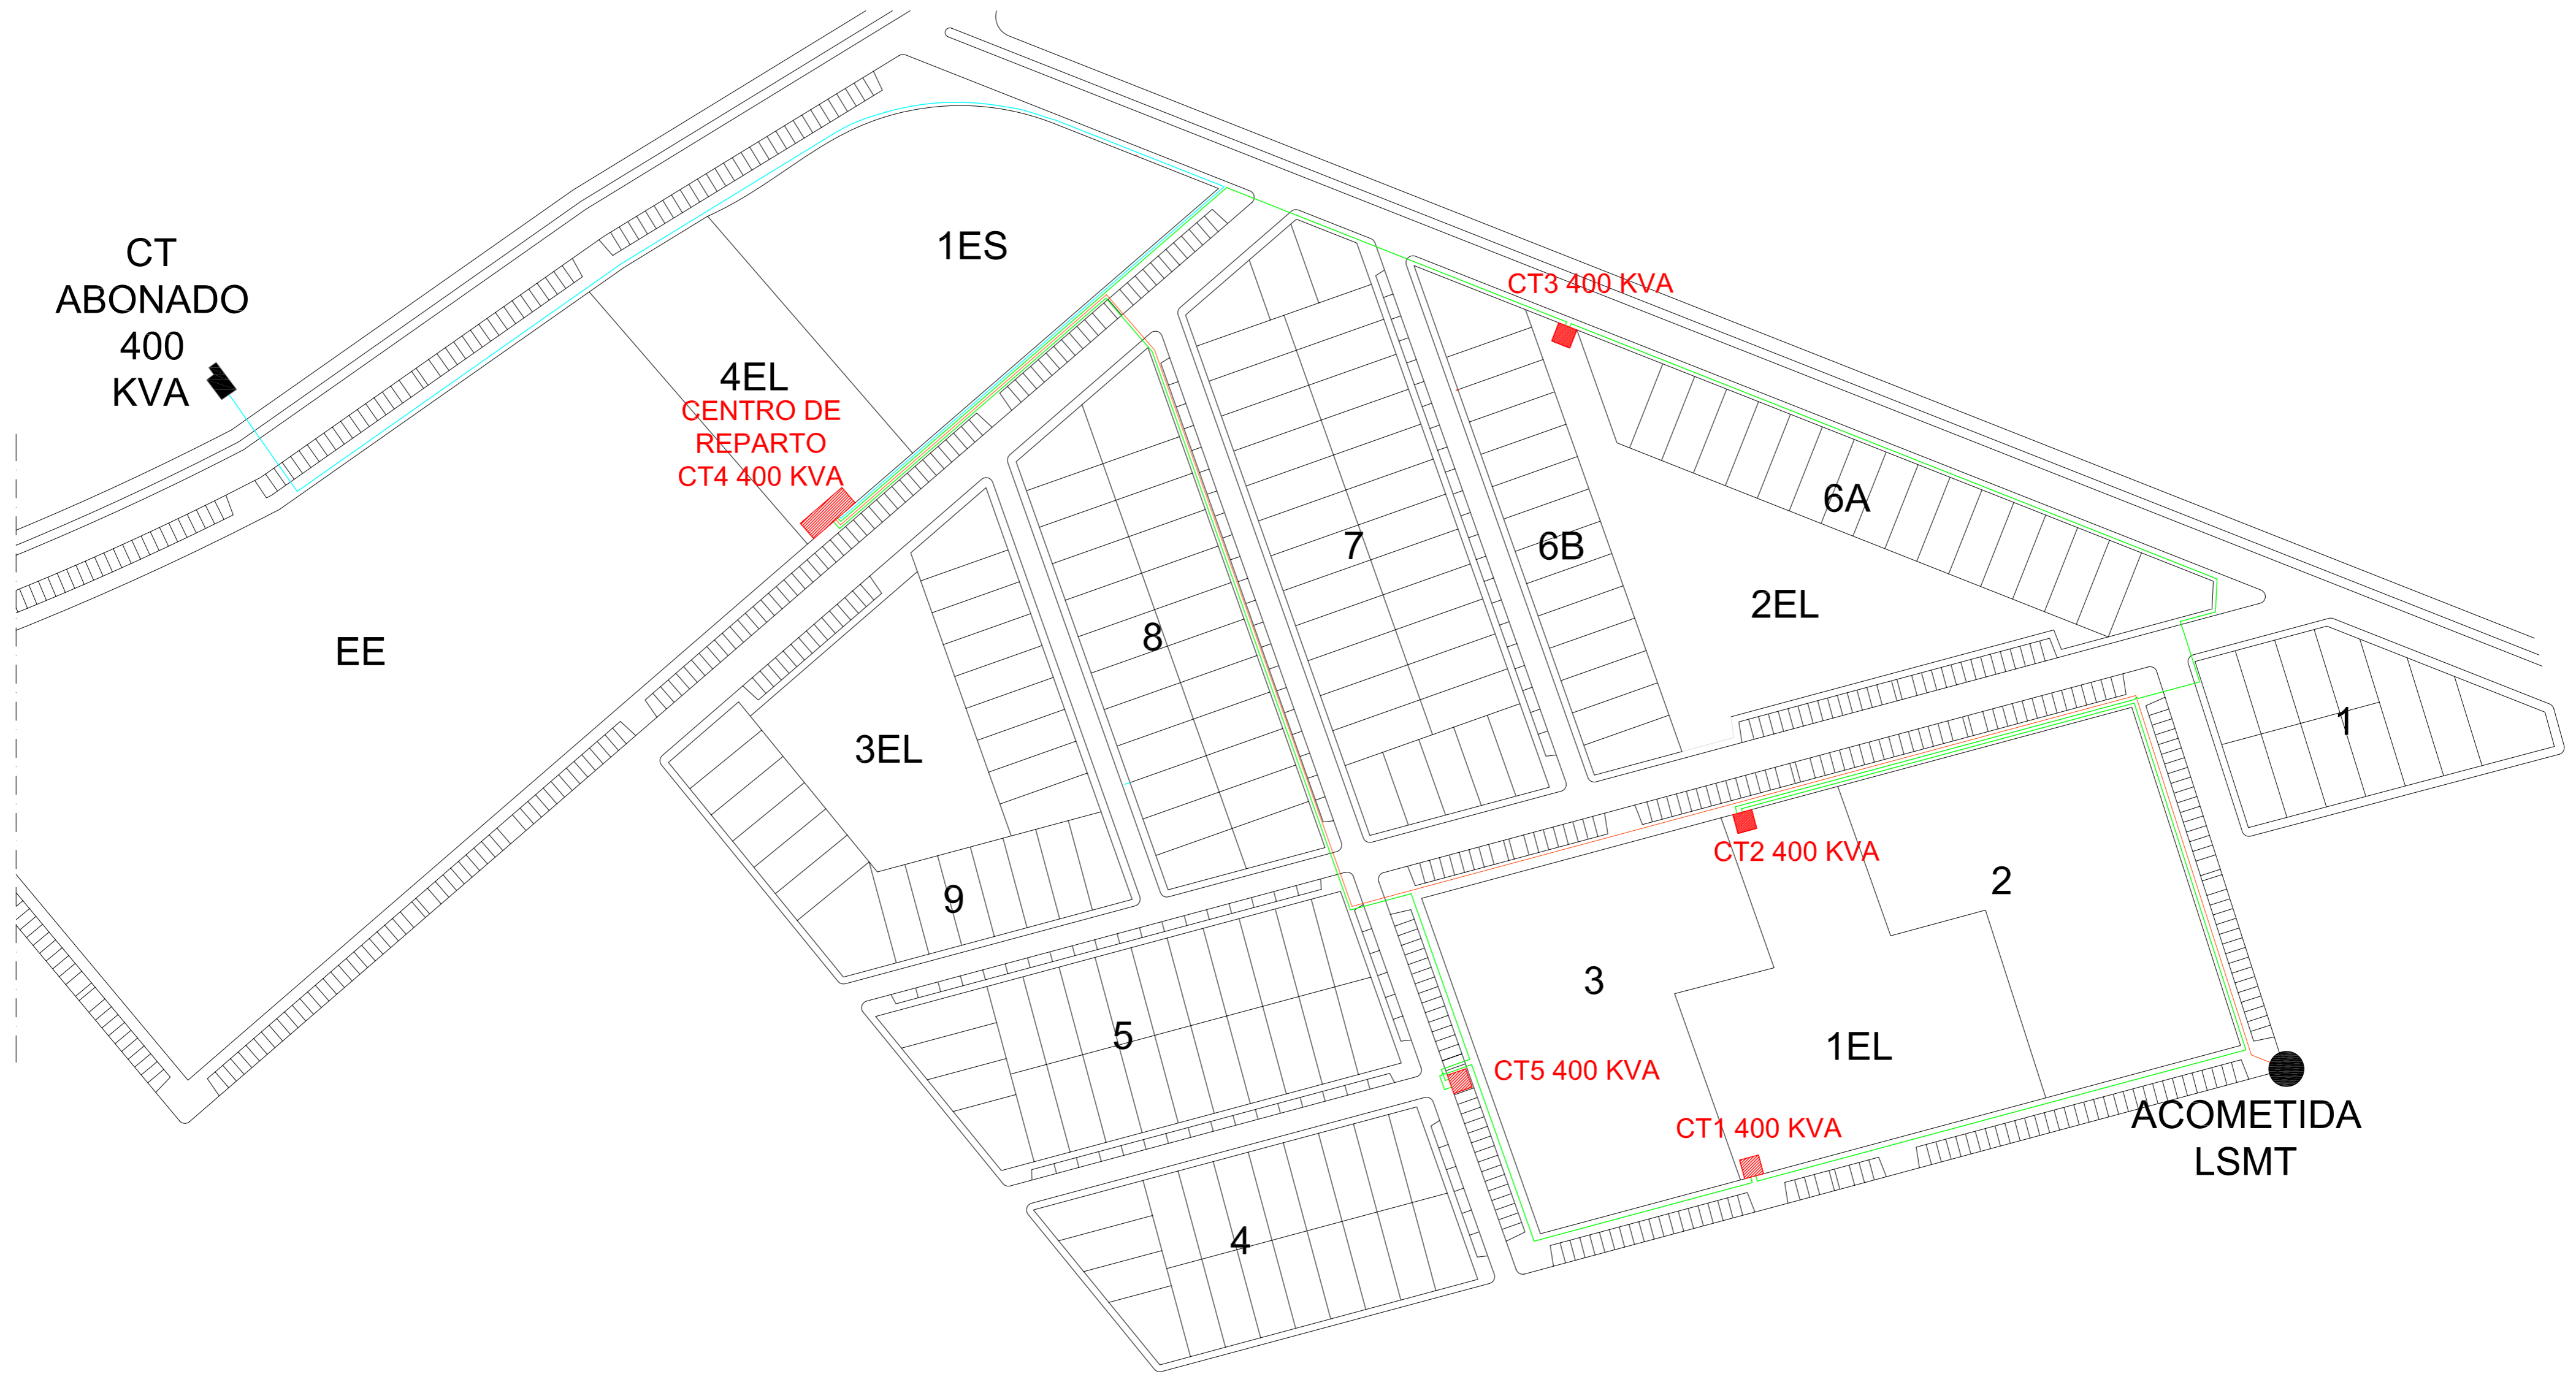 CT
ABONADO
400
KVA
1ES
CT3 400 KVA
4EL
CENTRO DE
REPARTO
CT4 400 KVA
6A
7
6B
2EL
EE
8
3EL
1
CT2 400 KVA
2
9
3
5
1EL
CT5 400 KVA
CT1 400 KVA
ACOMETIDA
LSMT
4